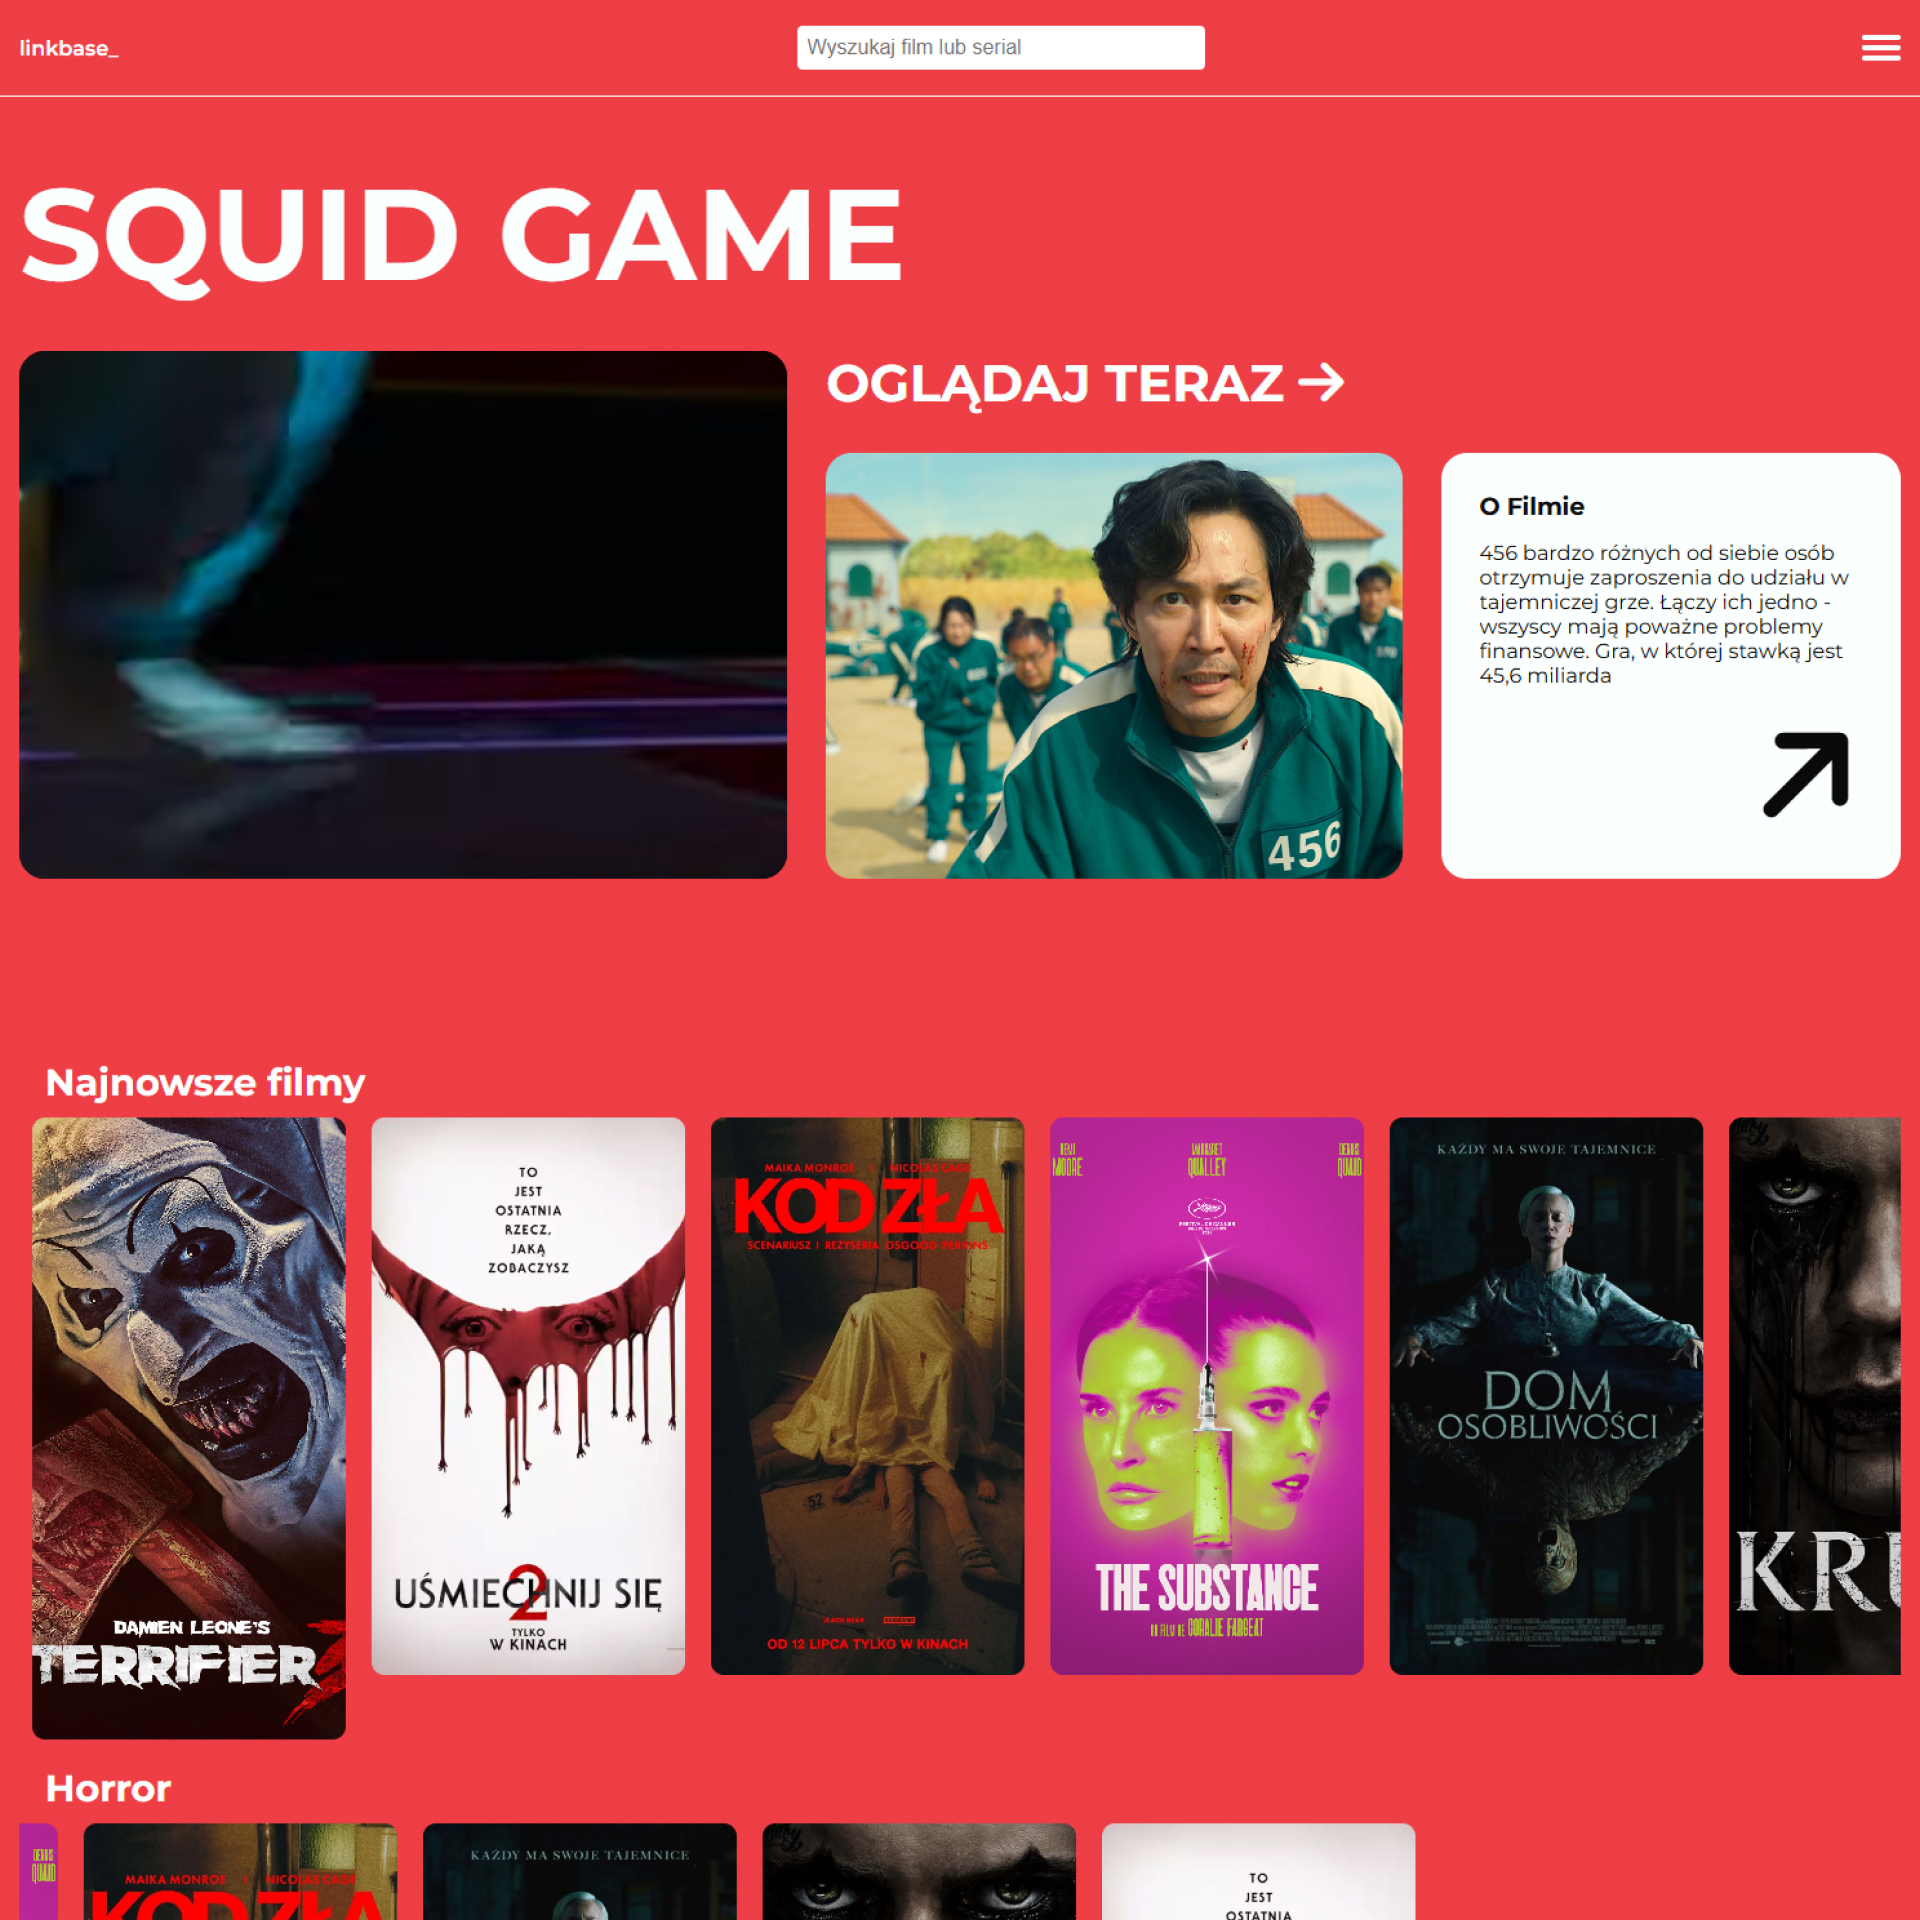 linkbase_
Wyszukaj film lub serial
SQUID GAME
OGLĄDAJ TERAZ
456
O Filmie
456 bardzo różnych od siebie osób
otrzymuje zaproszenia do udziału w
tajemniczej grze. Łączy ich jedno -
wszyscy mają poważne problemy
finansowe. Gra, w której stawką jest
45,6 miliarda
Najnowsze filmy
DAMIEN LEONE'S
TERRIFIER 3
TO
JEST
OSTATNIA
RZECZ,
JAKĄ
ZOBACZYSZ
UŚMIECHNIJ SIĘ
2
TYLKO
W KINACH
MAIKA MONROE | NICOLAS CAGE
KOD ZŁA
SCENARIUSZ I REŻYSERIA OSGOOD PERKINS
52
OD 12 LIPCA TYLKO W KINACH
DEMI MOORE
MARGARET QUALLEY
DENNIS QUAID
THE SUBSTANCE
UN FILM DE CORALIE FARGEAT
KAŻDY MA SWOJE TAJEMNICE
DOM
OSOBLIWOŚCI
KRU
Horror
DENNIS
QUAID
MAIKA MONROE | NICOLAS CAGE
KOD ZŁA
KAŻDY MA SWOJE TAJEMNICE
TO
JEST
OSTATNIA